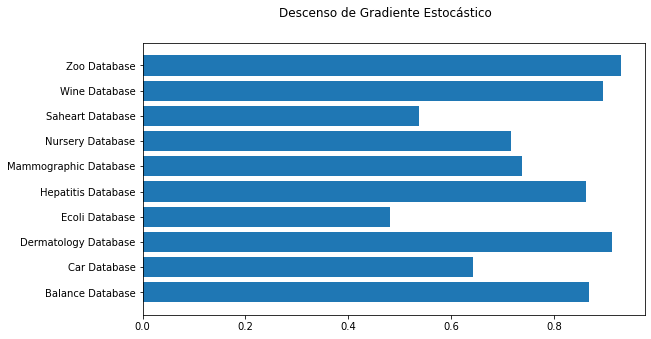 Descenso de Gradiente Estocástico
Zoo Database
Wine Database
Saheart Database
Nursery Database
Mammographic Database
Hepatitis Database
Ecoli Database
Dermatology Database
Car Database
Balance Database
0.0 0.2 0.4 0.6 0.8